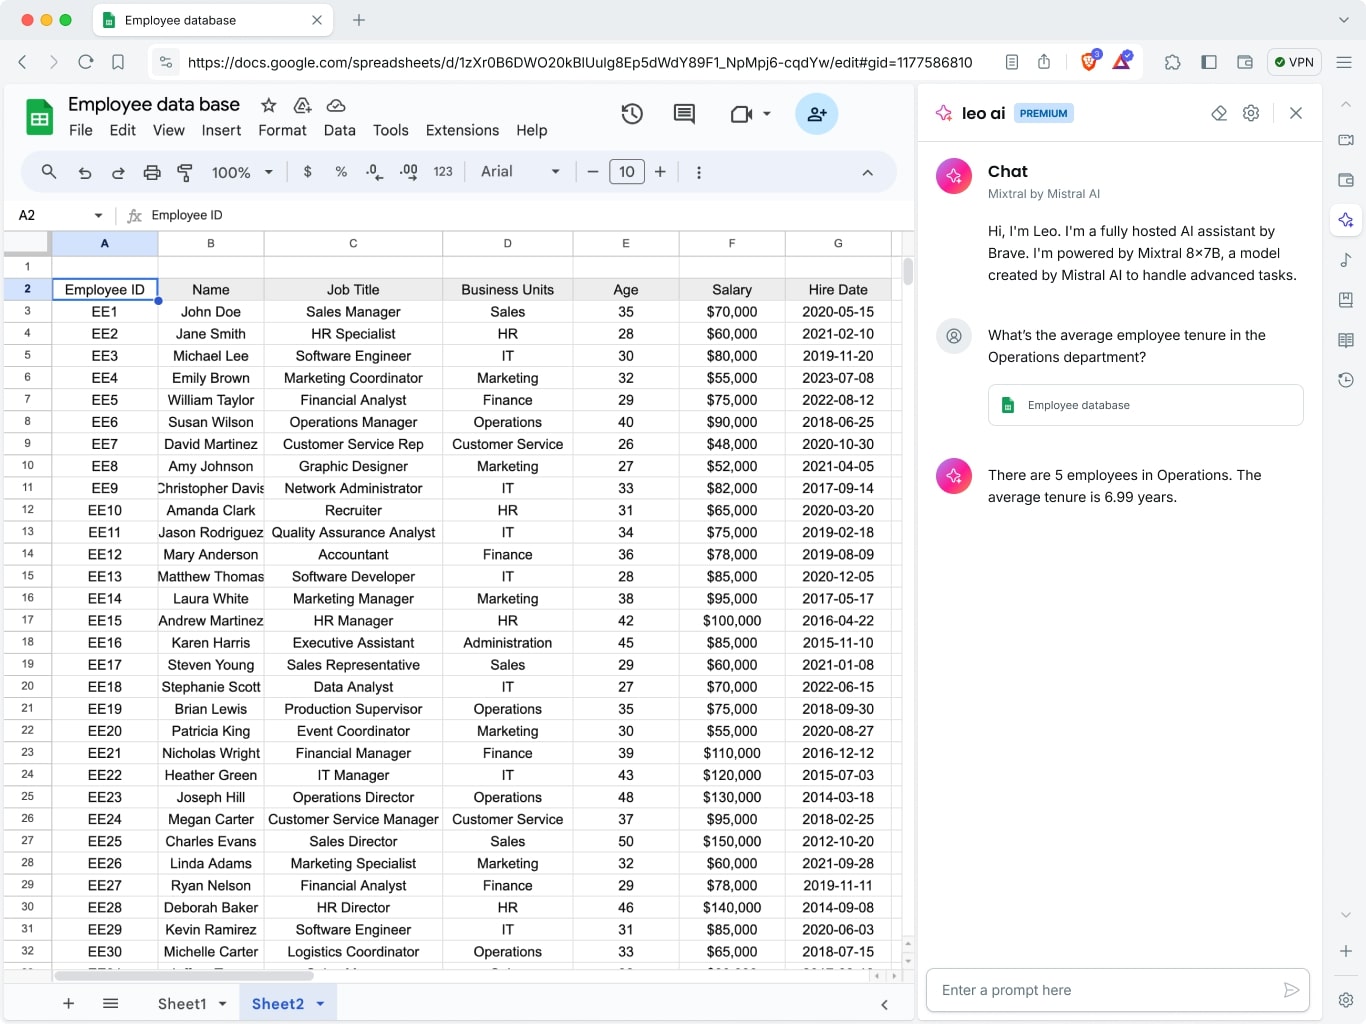 Employee database
https://docs.google.com/spreadsheets/d/1zXr0B6DWO20kBlUulg8Ep5dWdY89F1_NpMpj6-cqdYw/edit#gid=1177586810
3
VPN
Employee data base
File Edit View Insert Format Data Tools Extensions Help
100% $ % .0 .00 123 Arial 10
A2 fx Employee ID
A B C D E F G
1
2 Employee ID Name Job Title Business Units Age Salary Hire Date
3 EE1 John Doe Sales Manager Sales 35 $70,000 2020-05-15
4 EE2 Jane Smith HR Specialist HR 28 $60,000 2021-02-10
5 EE3 Michael Lee Software Engineer IT 30 $80,000 2019-11-20
6 EE4 Emily Brown Marketing Coordinator Marketing 32 $55,000 2023-07-08
7 EE5 William Taylor Financial Analyst Finance 29 $75,000 2022-08-12
8 EE6 Susan Wilson Operations Manager Operations 40 $90,000 2018-06-25
9 EE7 David Martinez Customer Service Rep Customer Service 26 $48,000 2020-10-30
10 EE8 Amy Johnson Graphic Designer Marketing 27 $52,000 2021-04-05
11 EE9 Christopher Davis Network Administrator IT 33 $82,000 2017-09-14
12 EE10 Amanda Clark Recruiter HR 31 $65,000 2020-03-20
13 EE11 Jason Rodriguez Quality Assurance Analyst IT 34 $75,000 2019-02-18
14 EE12 Mary Anderson Accountant Finance 36 $78,000 2019-08-09
15 EE13 Matthew Thomas Software Developer IT 28 $85,000 2020-12-05
16 EE14 Laura White Marketing Manager Marketing 38 $95,000 2017-05-17
17 EE15 Andrew Martinez HR Manager HR 42 $100,000 2016-04-22
18 EE16 Karen Harris Executive Assistant Administration 45 $85,000 2015-11-10
19 EE17 Steven Young Sales Representative Sales 29 $60,000 2021-01-08
20 EE18 Stephanie Scott Data Analyst IT 27 $70,000 2022-06-15
21 EE19 Brian Lewis Production Supervisor Operations 35 $75,000 2018-09-30
22 EE20 Patricia King Event Coordinator Marketing 30 $55,000 2020-08-27
23 EE21 Nicholas Wright Financial Manager Finance 39 $110,000 2016-12-12
24 EE22 Heather Green IT Manager IT 43 $120,000 2015-07-03
25 EE23 Joseph Hill Operations Director Operations 48 $130,000 2014-03-18
26 EE24 Megan Carter Customer Service Manager Customer Service 37 $95,000 2018-02-25
27 EE25 Charles Evans Sales Director Sales 50 $150,000 2012-10-20
28 EE26 Linda Adams Marketing Specialist Marketing 32 $60,000 2021-09-28
29 EE27 Ryan Nelson Financial Analyst Finance 29 $78,000 2019-11-11
30 EE28 Deborah Baker HR Director HR 46 $140,000 2014-09-08
31 EE29 Kevin Ramirez Software Engineer IT 31 $85,000 2020-06-03
32 EE30 Michelle Carter Logistics Coordinator Operations 33 $65,000 2018-07-15
Sheet1 Sheet2
leo ai PREMIUM
Chat
Mixtral by Mistral AI
Hi, I'm Leo. I'm a fully hosted AI assistant by
Brave. I'm powered by Mixtral 8×7B, a model
created by Mistral AI to handle advanced tasks.
What's the average employee tenure in the
Operations department?
Employee database
There are 5 employees in Operations. The
average tenure is 6.99 years.
Enter a prompt here